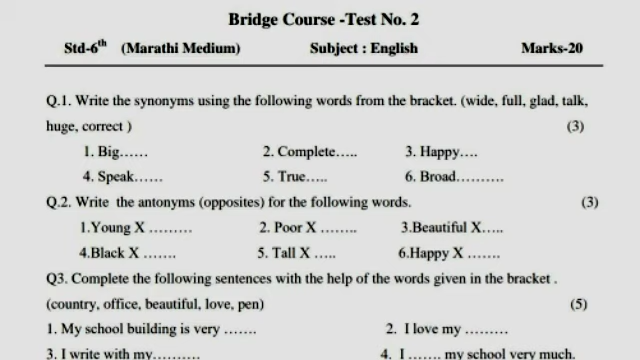 Bridge Course -Test No. 2
Std-6th (Marathi Medium) Subject : English Marks-20
Q.1. Write the synonyms using the following words from the bracket. (wide, full, glad, talk,
huge, correct ) (3)
1. Big...... 2. Complete..... 3. Happy....
4. Speak...... 5. True..... 6. Broad..........
Q.2. Write the antonyms (opposites) for the following words. (3)
1.Young X ......... 2. Poor X ........ 3.Beautiful X.....
4.Black X ....... 5. Tall X ..... 6.Happy X .......
Q3. Complete the following sentences with the help of the words given in the bracket .
(country, office, beautiful, love, pen) (5)
1. My school building is very ....... 2. I love my .........
3. I write with my.......... 4. I ....... my school very much.